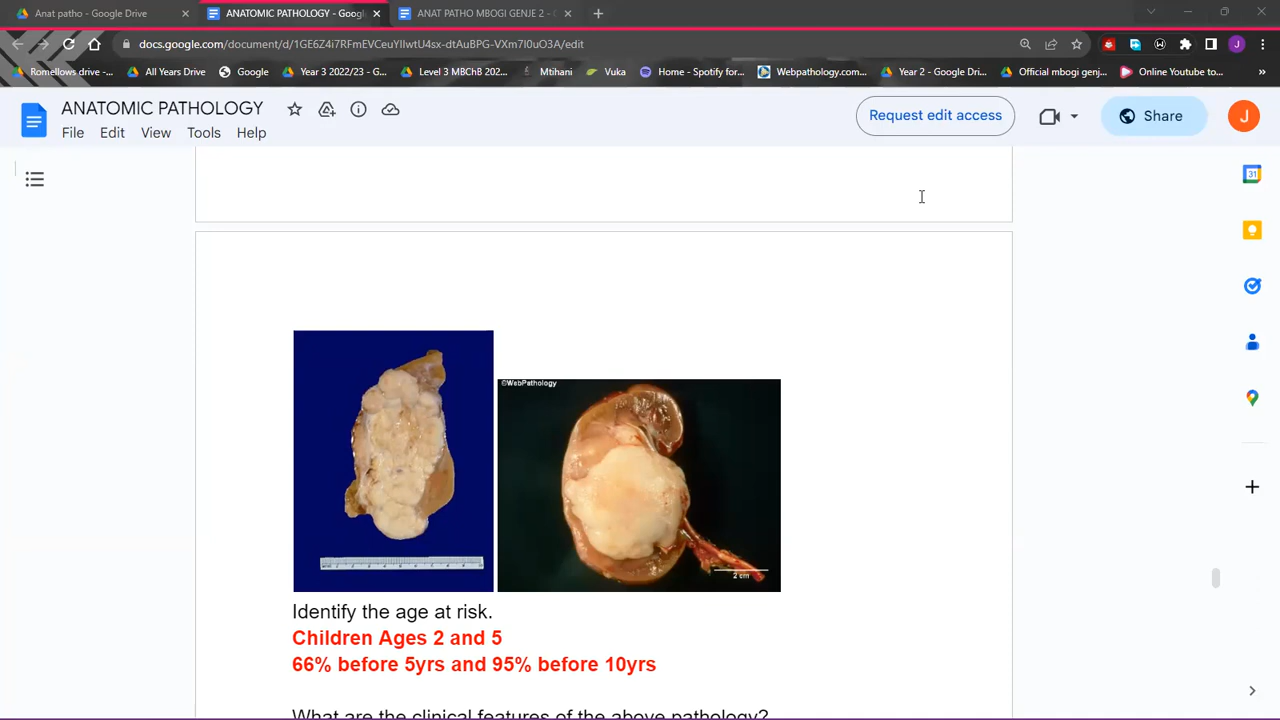 Anat patho - Google Drive
ANATOMIC PATHOLOGY - Googl
ANAT PATHO MBOGI GENJE 2 -
docs.google.com/document/d/1GE6Z4i7RFmEVCeuYlIwtU4sx-dtAuBPG-VXm7I0uO3A/edit
Romellows drive -...
All Years Drive
Google
Year 3 2022/23 - G...
Level 3 MBChB 202...
Mtihani
Vuka
Home - Spotify for...
Webpathology.com...
Year 2 - Google Dri...
Official mbogi genj...
Online Youtube to...
ANATOMIC PATHOLOGY
File Edit View Tools Help
Request edit access
Share
J
31
©WebPathology
2 cm
Identify the age at risk.
Children Ages 2 and 5
66% before 5yrs and 95% before 10yrs
What are the clinical features of the above pathology?